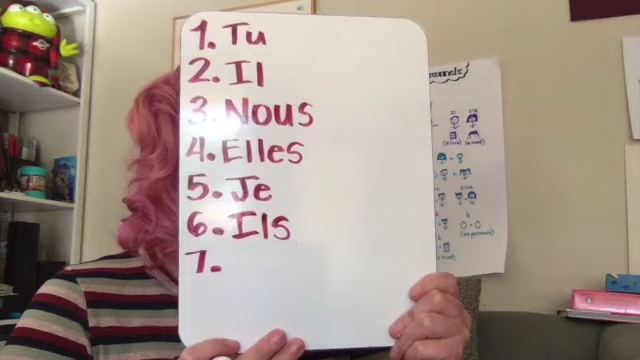 1. Tu
2. Il
3. Nous
4. Elles
5. Je
6. Ils
7.